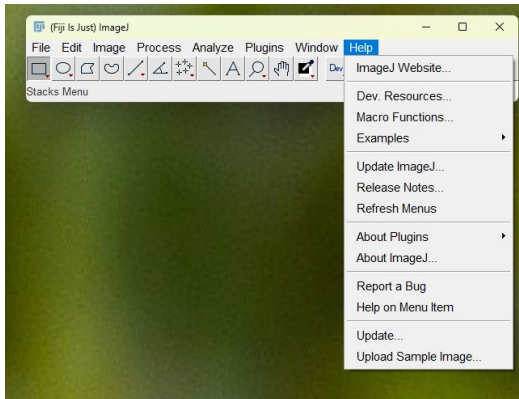 (Fiji Is Just) ImageJ
File Edit Image Process Analyze Plugins Window Help
A Dev
Stacks Menu
ImageJ Website...
Dev. Resources...
Macro Functions...
Examples
Update ImageJ...
Release Notes...
Refresh Menus
About Plugins
About ImageJ...
Report a Bug
Help on Menu Item
Update...
Upload Sample Image...